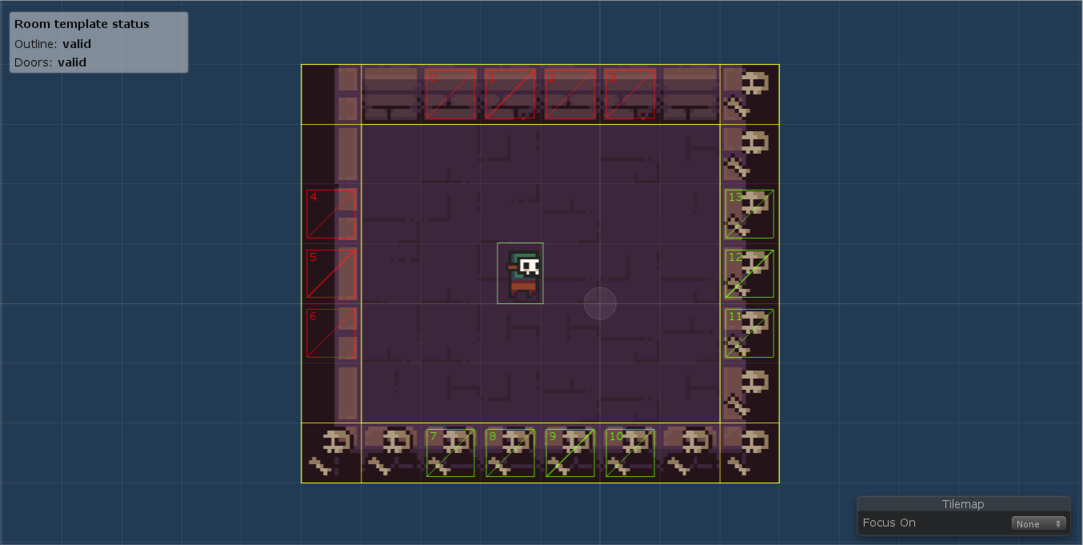 Room template status
Outline: valid
Doors: valid
4
13
5
12
6
11
7
8
9
10
Tilemap
Focus On
None